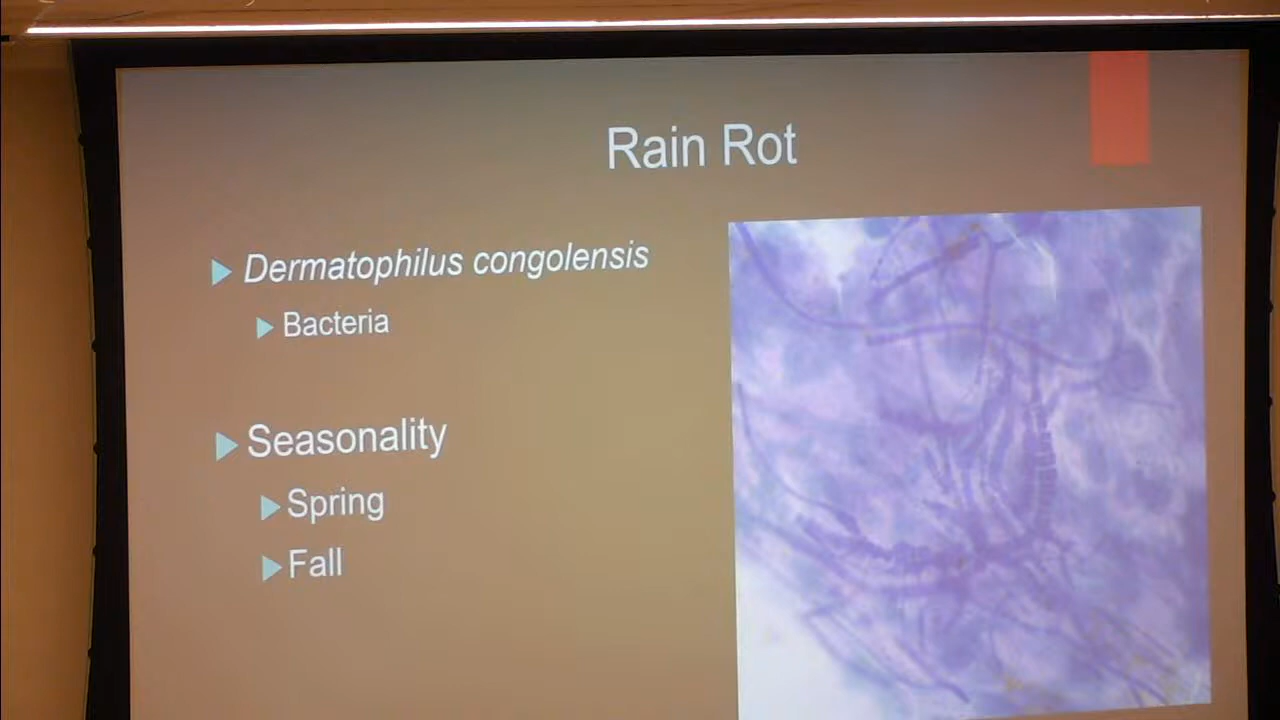 Rain Rot
Dermatophilus congolensis
Bacteria
Seasonality
Spring
Fall